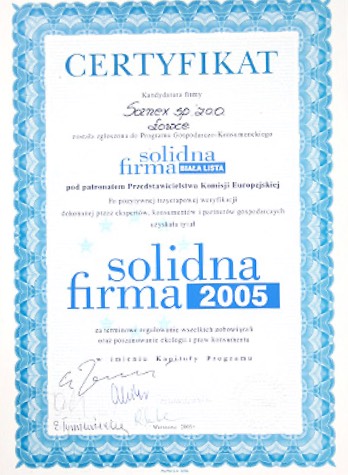 CERTYFIKAT
Kandydatura firmy
Sanex sp. z o.o.
została zgłoszona do Programu Gospodarczo-Konsumenckiego
solidna
firma BIAŁA LISTA
pod patronatem Przedstawicielstwa Komisji Europejskiej
Po pozytywnej trzyetapowej weryfikacji
dokonanej przez ekspertów, konsumentów i partnerów gospodarczych
uzyskała tytuł
solidna
firma 2005
za terminowe regulowanie wszelkich zobowiązań
oraz poszanowanie ekologii i praw konsumenta
w imieniu Kapituły Programu
Warszawa, 2005